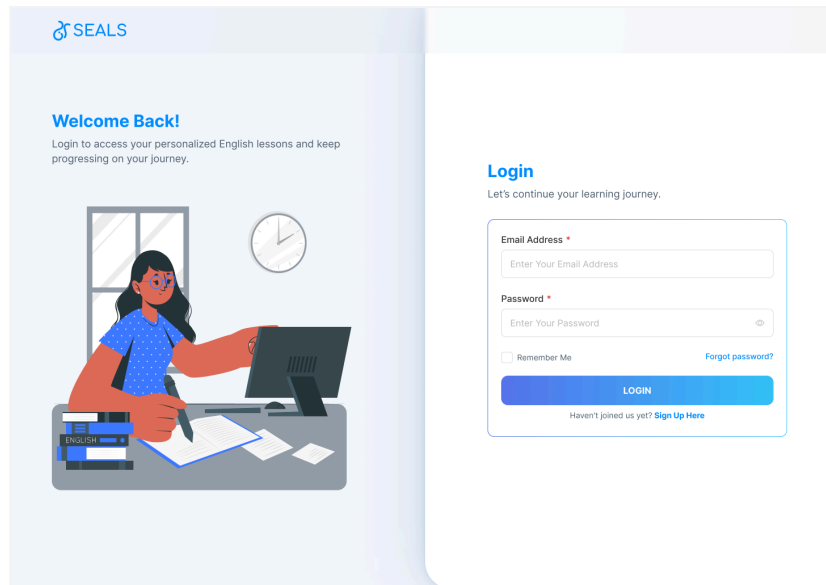 SEALS
Welcome Back!
Login to access your personalized English lessons and keep
progressing on your journey.
ENGLISH
Login
Let's continue your learning journey.
Email Address *
Enter Your Email Address
Password *
Enter Your Password
Remember Me
Forgot password?
LOGIN
Haven't joined us yet? Sign Up Here